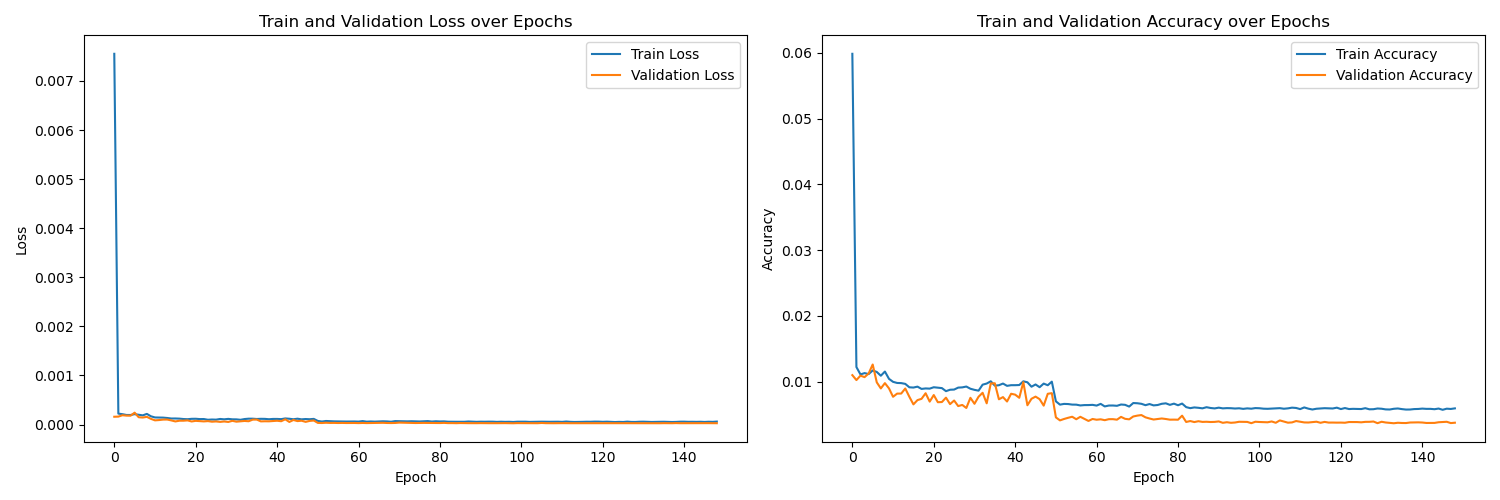 Train and Validation Loss over Epochs
Train Loss
Validation Loss
0.007
0.006
0.005
0.004
0.003
0.002
0.001
0.000
Loss
0 20 40 60 80 100 120 140
Epoch
Train and Validation Accuracy over Epochs
Train Accuracy
Validation Accuracy
0.06
0.05
0.04
0.03
0.02
0.01
Accuracy
0 20 40 60 80 100 120 140
Epoch